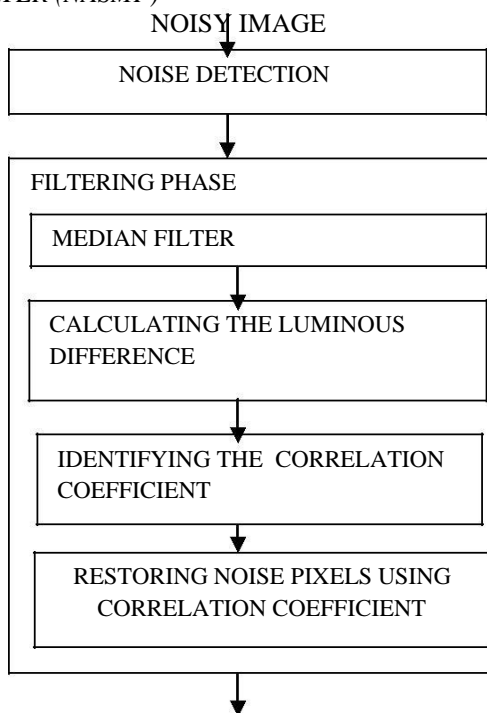 NOISY IMAGE
NOISE DETECTION
FILTERING PHASE
MEDIAN FILTER
CALCULATING THE LUMINOUS
DIFFERENCE
IDENTIFYING THE CORRELATION
COEFFICIENT
RESTORING NOISE PIXELS USING
CORRELATION COEFFICIENT